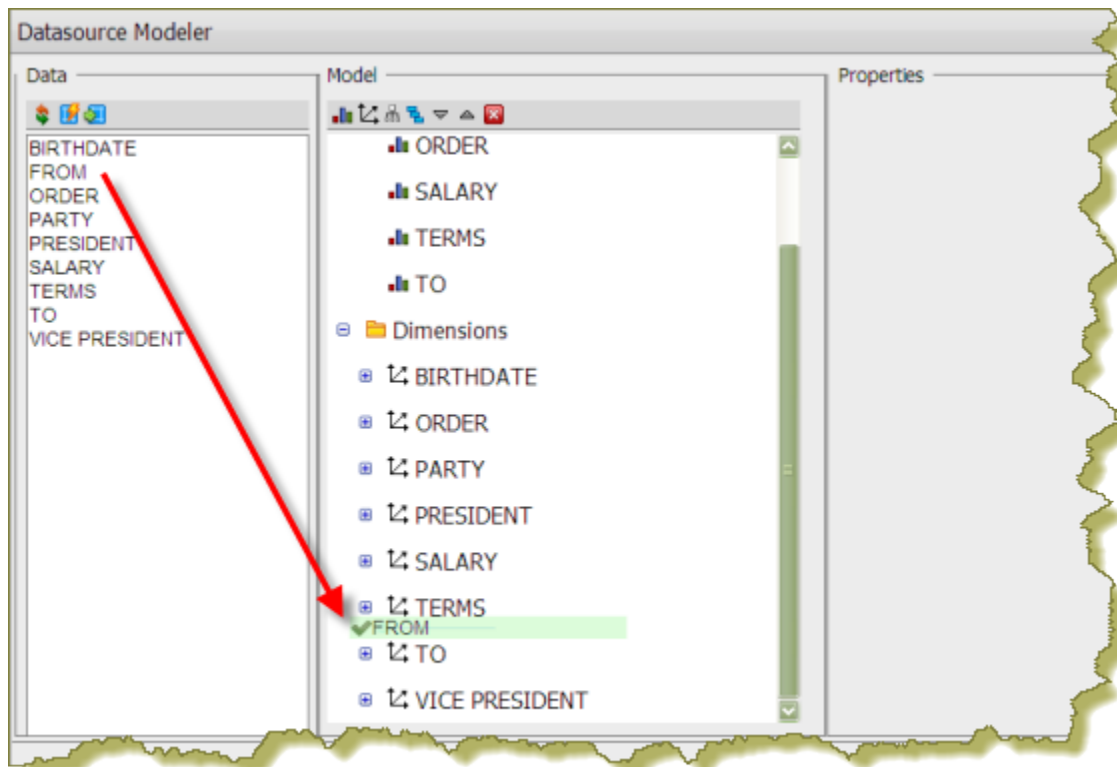 Datasource Modeler
Data
Model
Properties
BIRTHDATE
FROM
ORDER
PARTY
PRESIDENT
SALARY
TERMS
TO
VICE PRESIDENT
ORDER
SALARY
TERMS
TO
Dimensions
BIRTHDATE
ORDER
PARTY
PRESIDENT
SALARY
TERMS
FROM
TO
VICE PRESIDENT